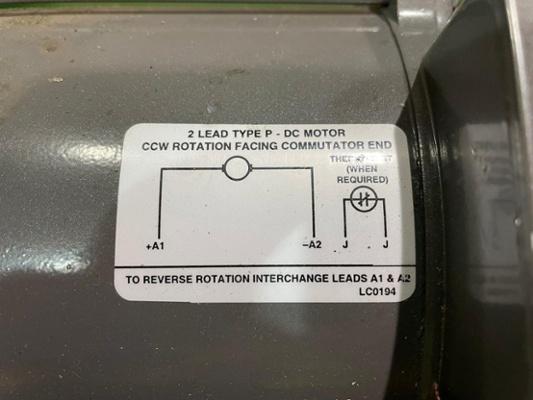 2 LEAD TYPE P - DC MOTOR
CCW ROTATION FACING COMMUTATOR END
(WHEN
REQUIRED)
+A1
–A2
J
J
TO REVERSE ROTATION INTERCHANGE LEADS A1 & A2
LC0194